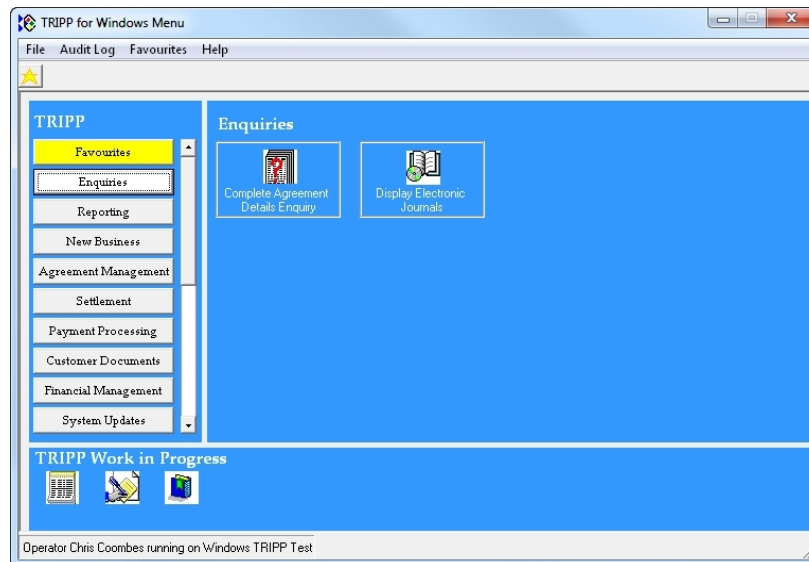 TRIPP for Windows Menu
File Audit Log Favourites Help
TRIPP
Favourites
Enquiries
Reporting
New Business
Agreement Management
Settlement
Payment Processing
Customer Documents
Financial Management
System Updates
Enquiries
Complete Agreement
Details Enquiry
Display Electronic
Journals
TRIPP Work in Progress
Operator Chris Coombes running on Windows TRIPP Test